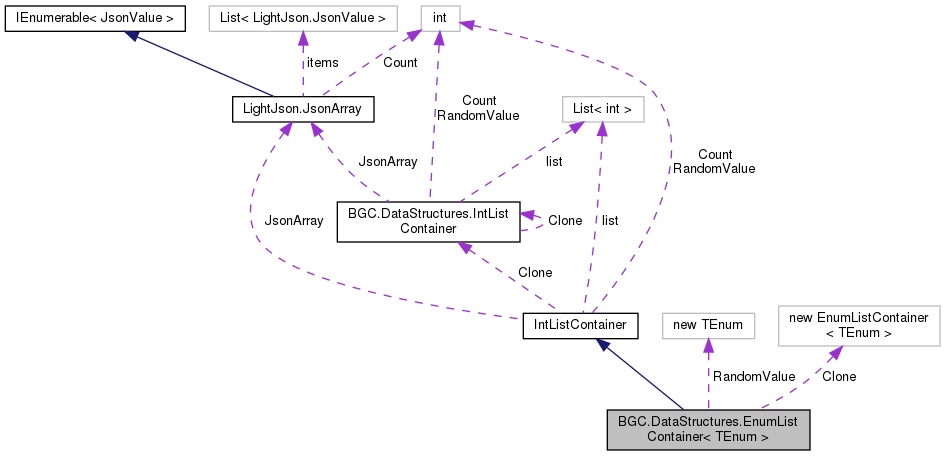 IEnumerable< JsonValue >
List< LightJson.JsonArray >
int
items
Count
LightJson.JsonArray
Count
RandomValue
List< int >
JsonArray
list
Count
RandomValue
BGC.DataStructures.IntList
Container
Clone
JsonArray
list
Clone
IntListContainer
new TEnum
new EnumListContainer
< TEnum >
RandomValue
Clone
BGC.DataStructures.EnumList
Container< TEnum >